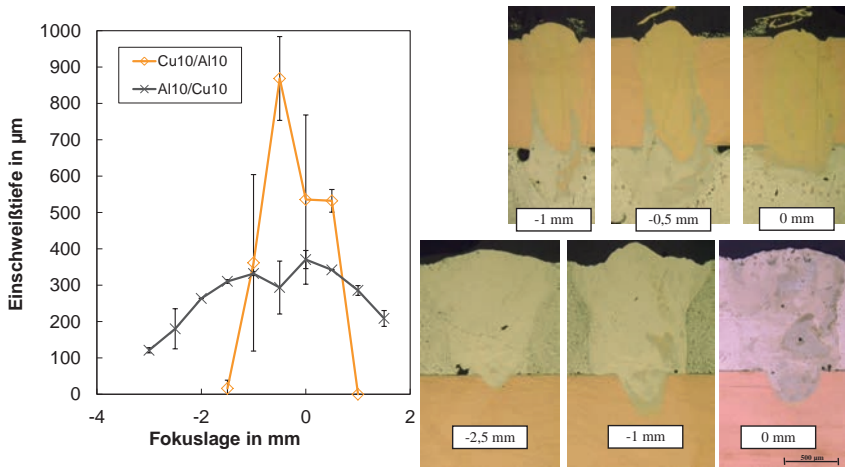 1000
900
800
700
600
500
400
300
200
100
0
-4
-2
0
2
Einschweißtiefe in µm
Fokuslage in mm
Cu10/Al10
Al10/Cu10
-1 mm
-0,5 mm
0 mm
-2,5 mm
-1 mm
0 mm
500 µm